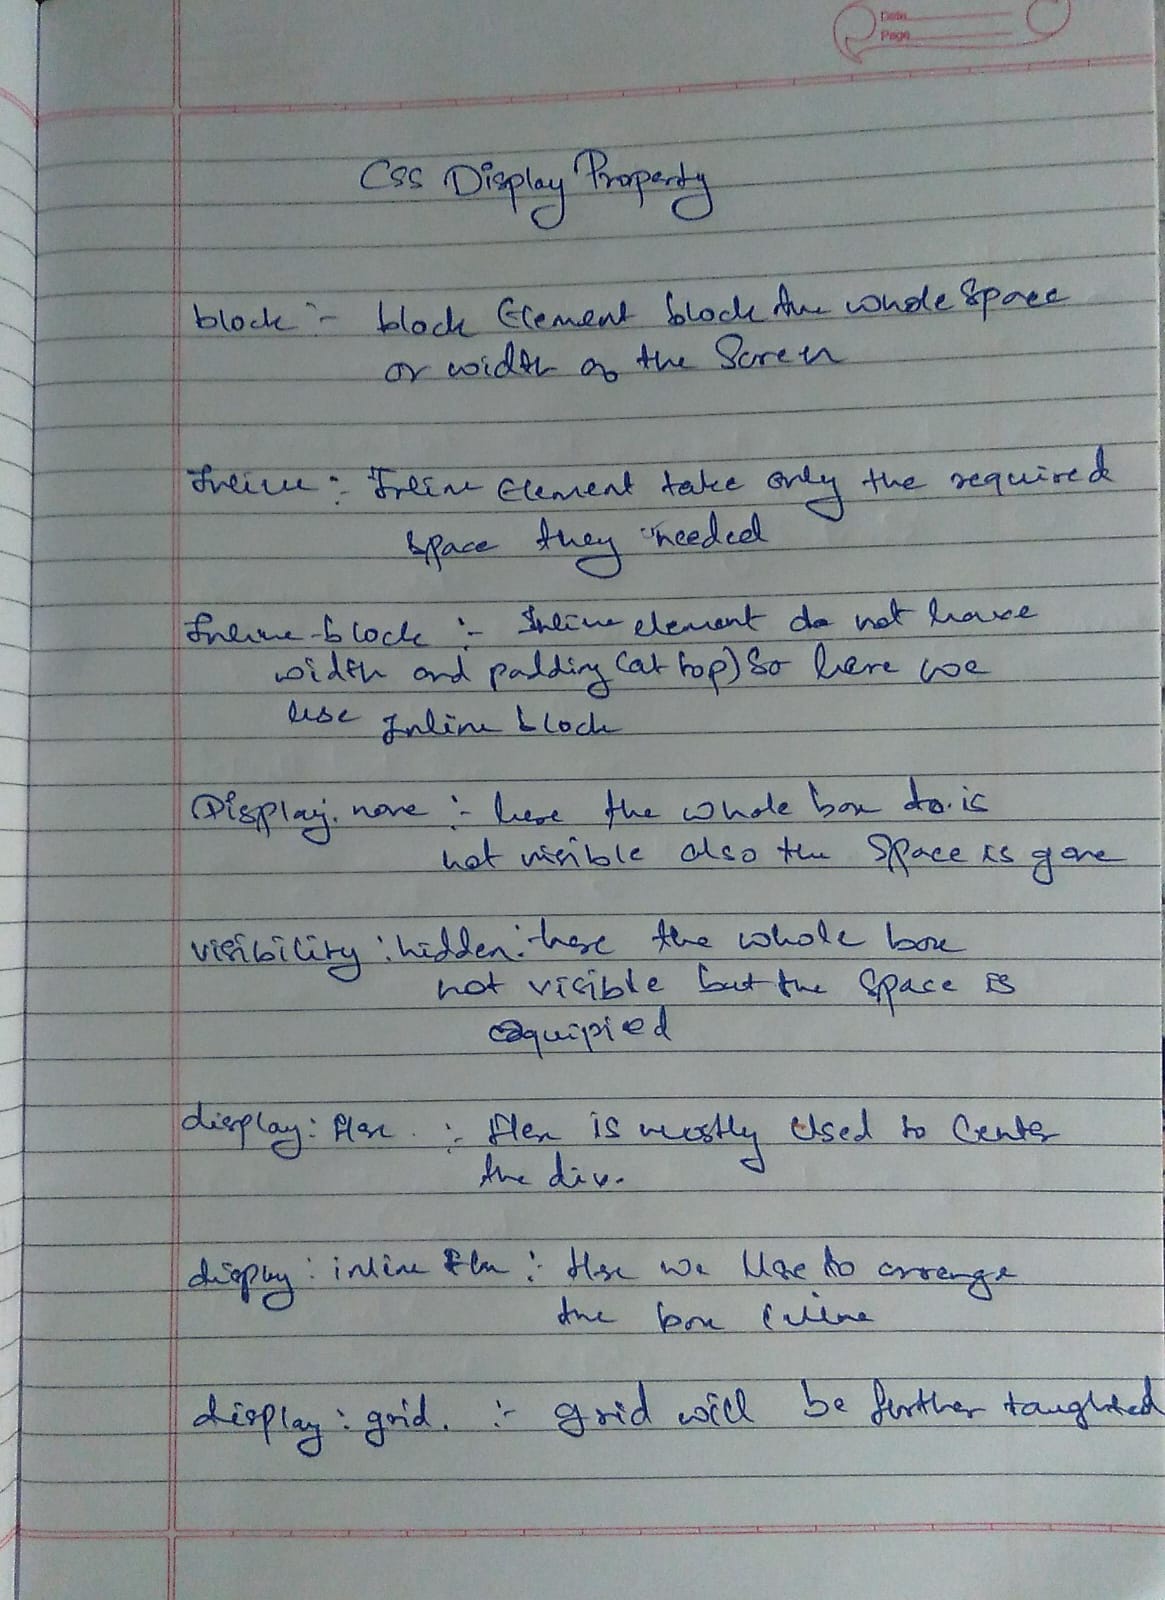 Date
Page
Css Display Property
block :- block Element block the whole Space
or width of the Screen
Inline :- Inline Element take only the required
space they needed
Inline-block :- Inline element do not have
width and padding (at top) So here we
use Inline block
Display: none :- here the whole box to is
not visible also the Space is gone
visibility : hidden :- here the whole box
not visible but the space is
equipied
display : flex :- flex is mostly Used to Center
the div.
display : inline flex :- Here we Use to arrange
the box inline
display : grid. :- grid will be further taughted